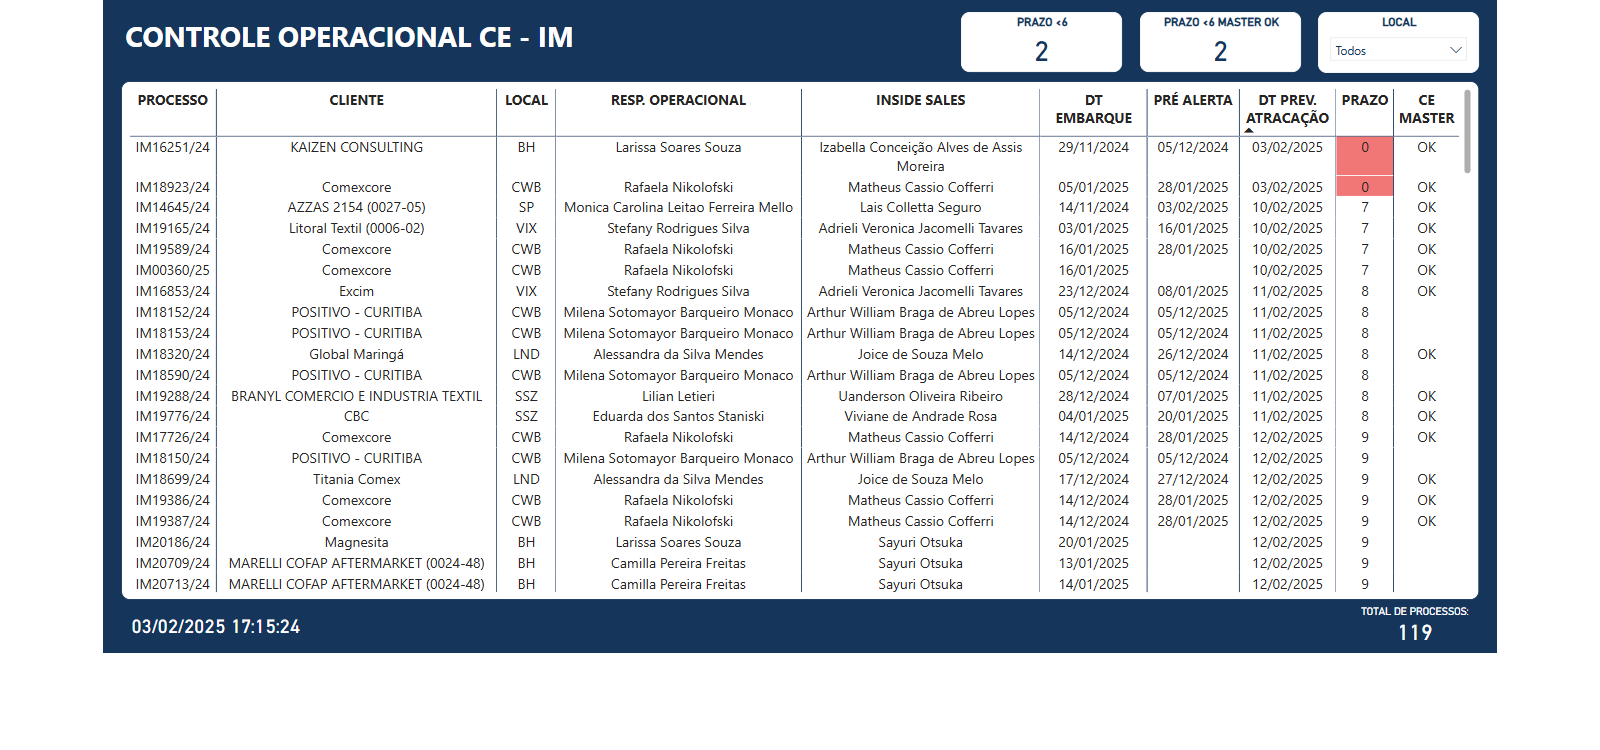 CONTROLE OPERACIONAL CE - IM
PRAZO <6
2
PRAZO <6 MASTER OK
2
LOCAL
Todos
PROCESSO CLIENTE LOCAL RESP. OPERACIONAL INSIDE SALES DT EMBARQUE PRÉ ALERTA DT PREV. ATRACAÇÃO PRAZO CE MASTER
IM16251/24 KAIZEN CONSULTING BH Larissa Soares Souza Izabella Conceição Alves de Assis Moreira 29/11/2024 05/12/2024 03/02/2025 0 OK
IM18923/24 Comexcore CWB Rafaela Nikolofski Matheus Cassio Cofferri 05/01/2025 28/01/2025 03/02/2025 0 OK
IM14645/24 AZZAS 2154 (0027-05) SP Monica Carolina Leitao Ferreira Mello Lais Colletta Seguro 14/11/2024 03/02/2025 10/02/2025 7 OK
IM19165/24 Litoral Textil (0006-02) VIX Stefany Rodrigues Silva Adrieli Veronica Jacomelli Tavares 03/01/2025 16/01/2025 10/02/2025 7 OK
IM19589/24 Comexcore CWB Rafaela Nikolofski Matheus Cassio Cofferri 16/01/2025 28/01/2025 10/02/2025 7 OK
IM00360/25 Comexcore CWB Rafaela Nikolofski Matheus Cassio Cofferri 16/01/2025 10/02/2025 7 OK
IM16853/24 Excim VIX Stefany Rodrigues Silva Adrieli Veronica Jacomelli Tavares 23/12/2024 08/01/2025 11/02/2025 8 OK
IM18152/24 POSITIVO - CURITIBA CWB Milena Sotomayor Barqueiro Monaco Arthur William Braga de Abreu Lopes 05/12/2024 05/12/2024 11/02/2025 8
IM18153/24 POSITIVO - CURITIBA CWB Milena Sotomayor Barqueiro Monaco Arthur William Braga de Abreu Lopes 05/12/2024 05/12/2024 11/02/2025 8
IM18320/24 Global Maringá LND Alessandra da Silva Mendes Joice de Souza Melo 14/12/2024 26/12/2024 11/02/2025 8 OK
IM18590/24 POSITIVO - CURITIBA CWB Milena Sotomayor Barqueiro Monaco Arthur William Braga de Abreu Lopes 05/12/2024 05/12/2024 11/02/2025 8
IM19288/24 BRANYL COMERCIO E INDUSTRIA TEXTIL SSZ Lilian Letieri Uanderson Oliveira Ribeiro 28/12/2024 07/01/2025 11/02/2025 8 OK
IM19776/24 CBC SSZ Eduarda dos Santos Staniski Viviane de Andrade Rosa 04/01/2025 20/01/2025 11/02/2025 8 OK
IM17726/24 Comexcore CWB Rafaela Nikolofski Matheus Cassio Cofferri 14/12/2024 28/01/2025 12/02/2025 9 OK
IM18150/24 POSITIVO - CURITIBA CWB Milena Sotomayor Barqueiro Monaco Arthur William Braga de Abreu Lopes 05/12/2024 05/12/2024 12/02/2025 9
IM18699/24 Titania Comex LND Alessandra da Silva Mendes Joice de Souza Melo 17/12/2024 27/12/2024 12/02/2025 9 OK
IM19386/24 Comexcore CWB Rafaela Nikolofski Matheus Cassio Cofferri 14/12/2024 28/01/2025 12/02/2025 9 OK
IM19387/24 Comexcore CWB Rafaela Nikolofski Matheus Cassio Cofferri 14/12/2024 28/01/2025 12/02/2025 9 OK
IM20186/24 Magnesita BH Larissa Soares Souza Sayuri Otsuka 20/01/2025 12/02/2025 9
IM20709/24 MARELLI COFAP AFTERMARKET (0024-48) BH Camilla Pereira Freitas Sayuri Otsuka 13/01/2025 12/02/2025 9
IM20713/24 MARELLI COFAP AFTERMARKET (0024-48) BH Camilla Pereira Freitas Sayuri Otsuka 14/01/2025 12/02/2025 9
03/02/2025 17:15:24
TOTAL DE PROCESSOS:
119